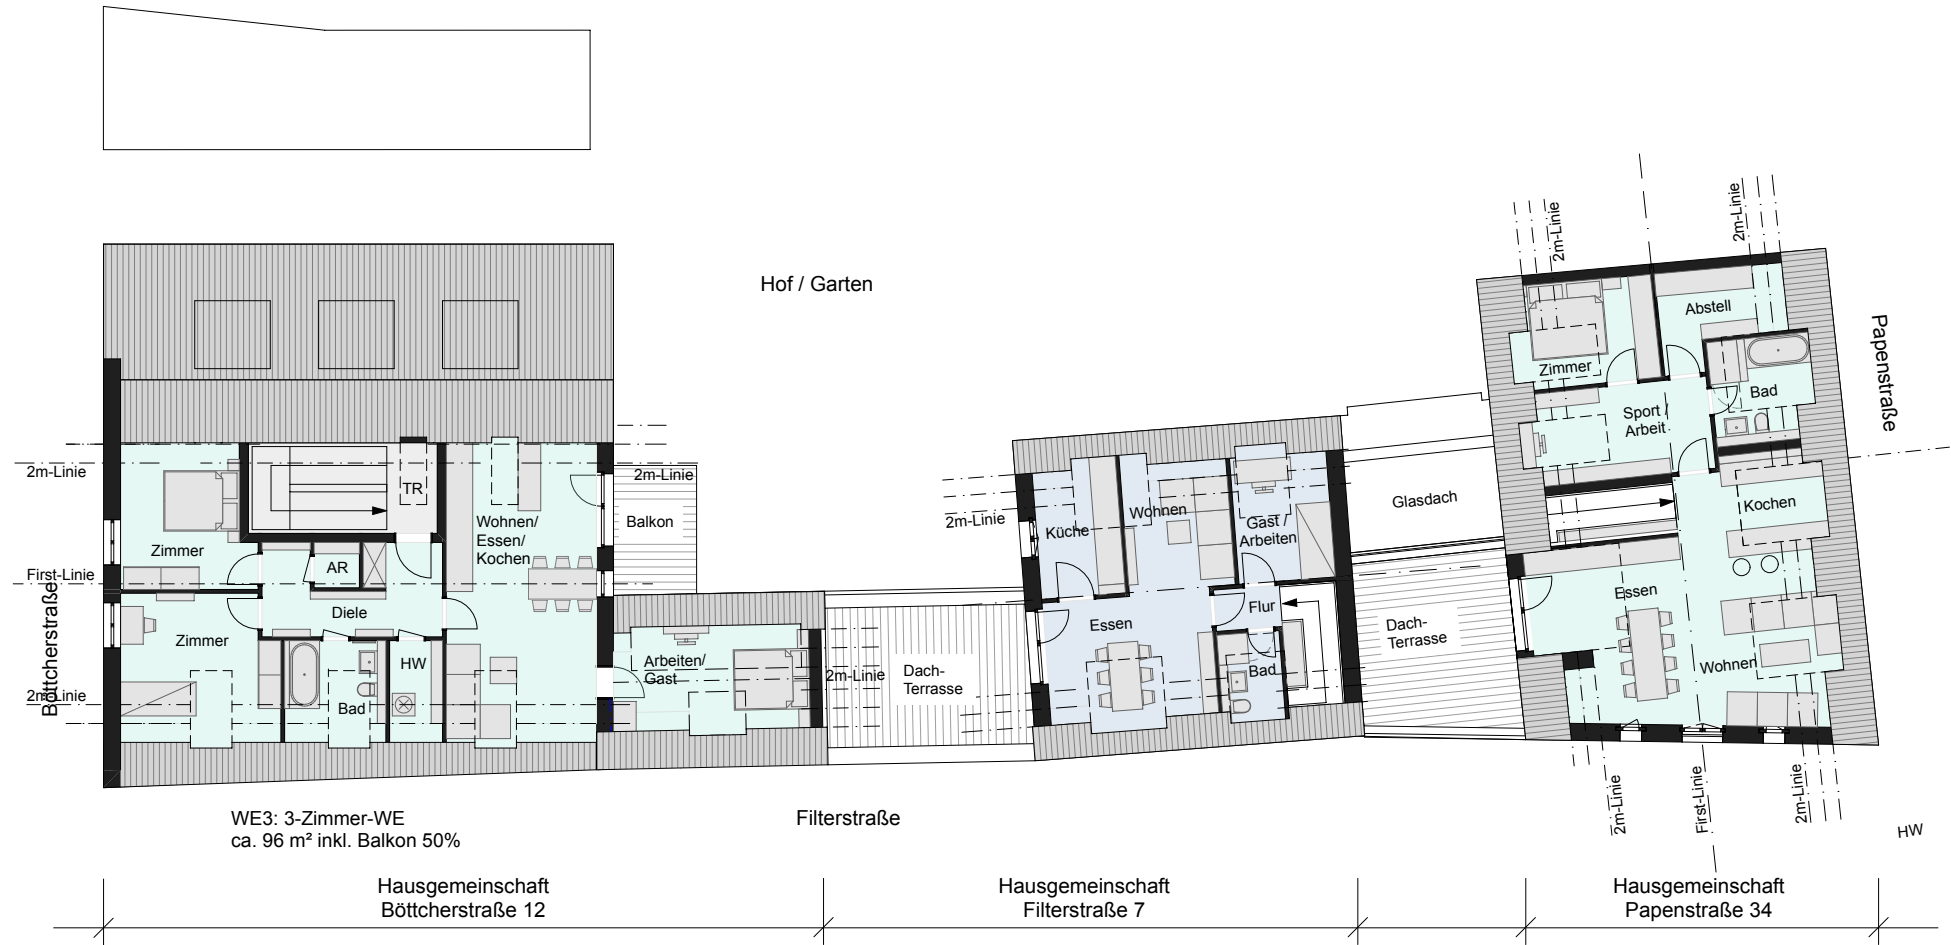 Hof / Garten
2m-Linie
2m-Linie
Papenstraße
Abstell
Zimmer
Bad
Sport /
Arbeit
Kochen
Essen
Wohnen
Glasdach
Dach-
Terrasse
2m-Linie
First-Linie
2m-Linie
HW
2m-Linie
Küche
Wohnen
Gast /
Arbeiten
Flur
Essen
Bad
2m-Linie
First-Linie
Böttcherstraße
2m-Linie
TR
Zimmer
AR
Diele
Zimmer
Bad
HW
Wohnen/
Essen/
Kochen
2m-Linie
Balkon
Arbeiten/
Gast
2m-Linie
Dach-
Terrasse
WE3: 3-Zimmer-WE
ca. 96 m² inkl. Balkon 50%
Filterstraße
Hausgemeinschaft
Böttcherstraße 12
Hausgemeinschaft
Filterstraße 7
Hausgemeinschaft
Papenstraße 34